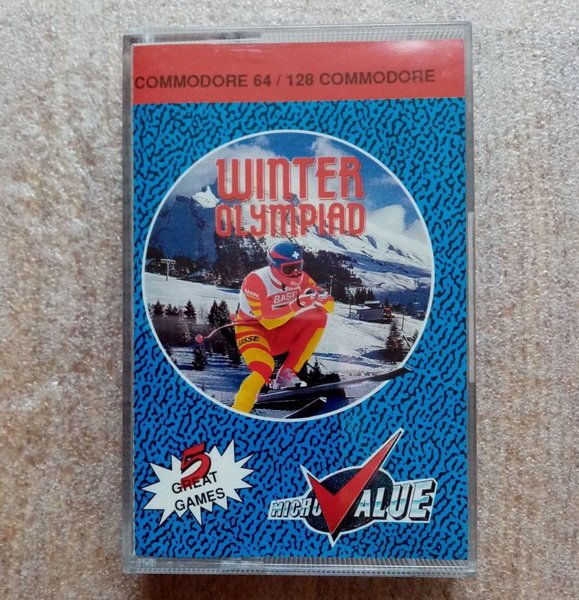 COMMODORE 64 / 128 COMMODORE
WINTER
OLYMPIAD
5
GREAT
GAMES
MICRO VALUE